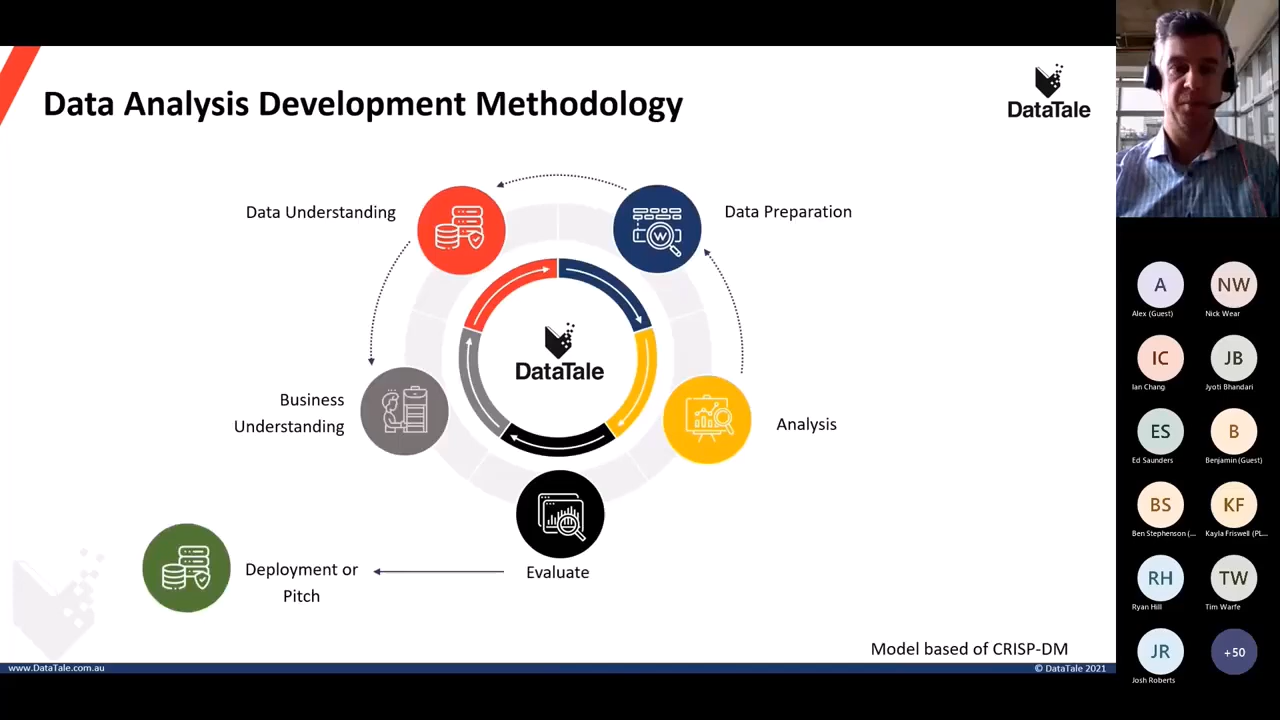 Data Analysis Development Methodology
DataTale
Data Understanding
Data Preparation
W
DataTale
Business
Understanding
Analysis
Deployment or
Pitch
Evaluate
Model based of CRISP-DM
www.DataTale.com.au
© DataTale 2021
A
Alex (Guest)
NW
Nick Wear
IC
Ian Chang
JB
Jyoti Bhandari
ES
Ed Saunders
B
Benjamin (Guest)
BS
Ben Stephenson (...
KF
Kayla Friswell (PL...
RH
Ryan Hill
TW
Tim Warfe
JR
Josh Roberts
+50